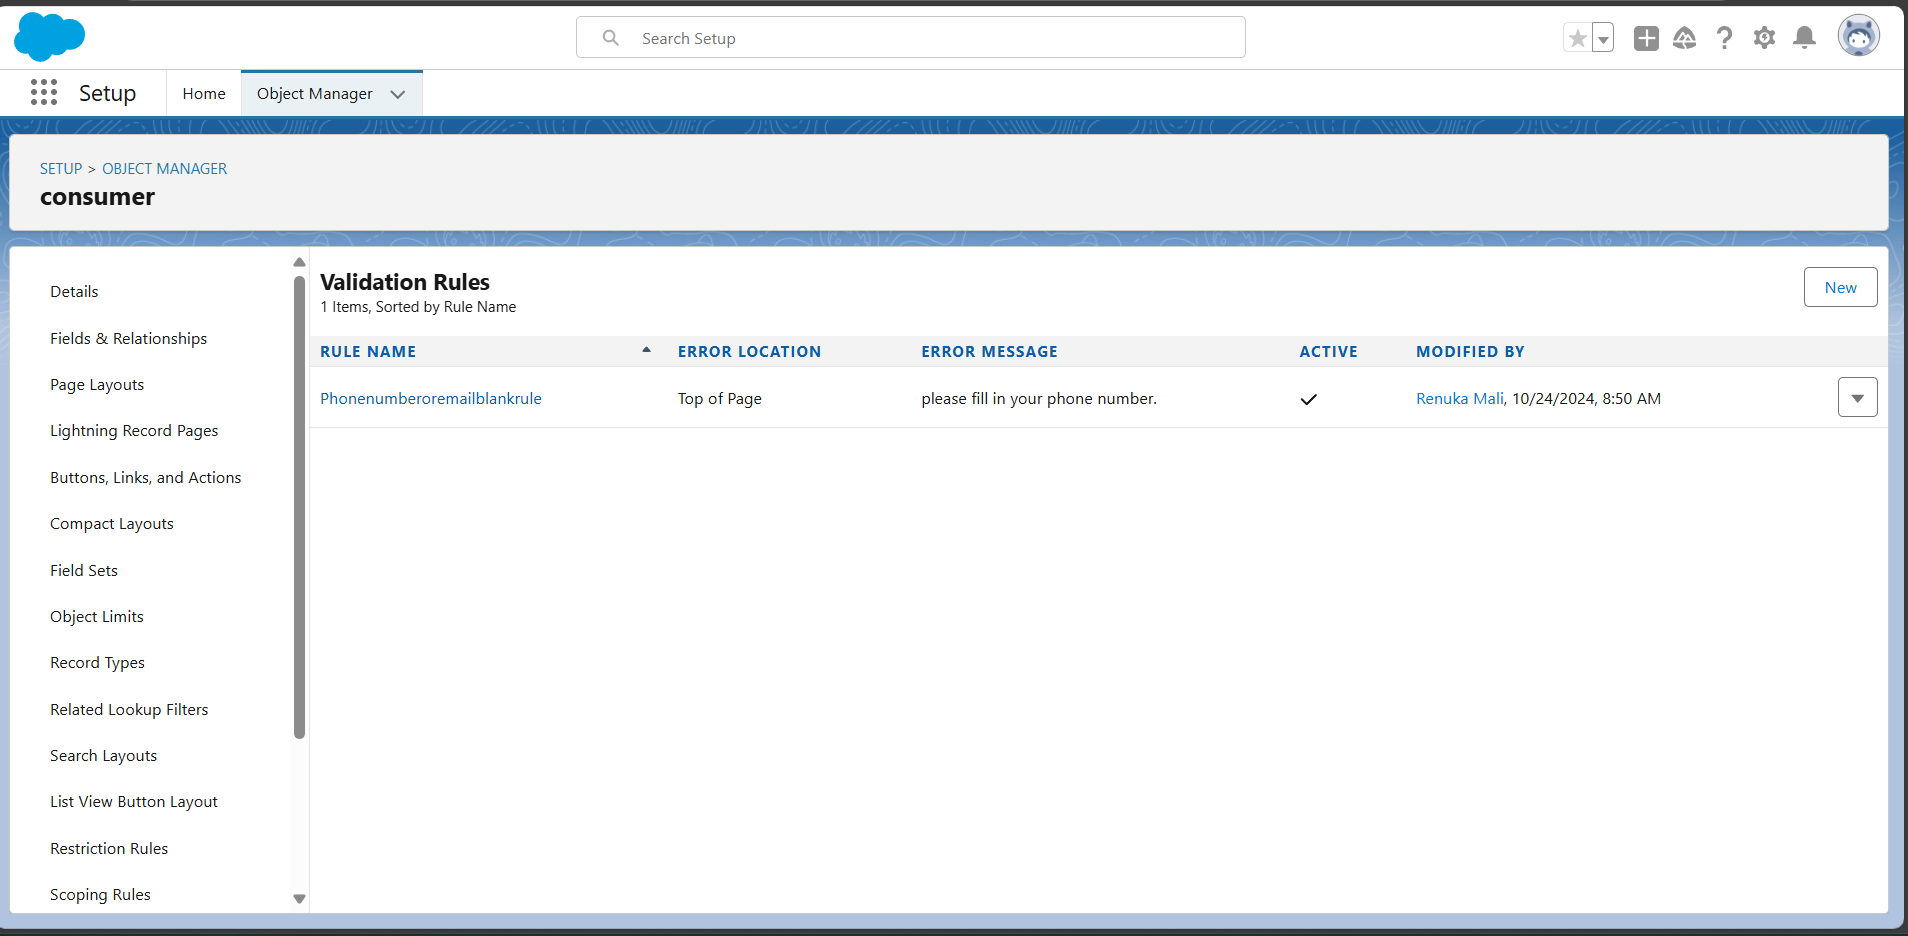 Search Setup
Setup
Home
Object Manager
SETUP > OBJECT MANAGER
consumer
Details
Fields & Relationships
Page Layouts
Lightning Record Pages
Buttons, Links, and Actions
Compact Layouts
Field Sets
Object Limits
Record Types
Related Lookup Filters
Search Layouts
List View Button Layout
Restriction Rules
Scoping Rules
Validation Rules
1 Items, Sorted by Rule Name
New
RULE NAME ERROR LOCATION ERROR MESSAGE ACTIVE MODIFIED BY
Phonenumberoremailblankrule Top of Page please fill in your phone number. Renuka Mali, 10/24/2024, 8:50 AM